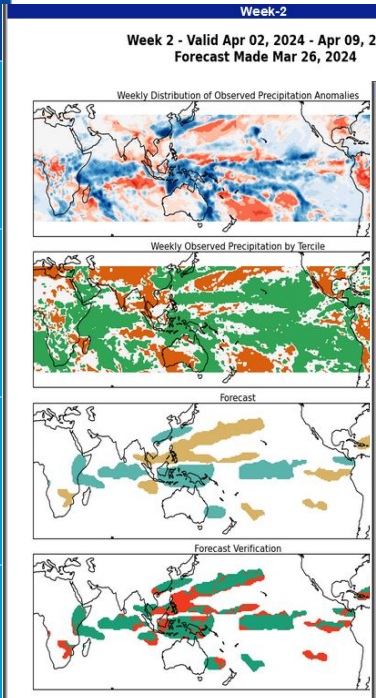 Week-2
Week 2 - Valid Apr 02, 2024 - Apr 09, 2
Forecast Made Mar 26, 2024
Weekly Distribution of Observed Precipitation Anomalies
Weekly Observed Precipitation by Tercile
Forecast
Forecast Verification